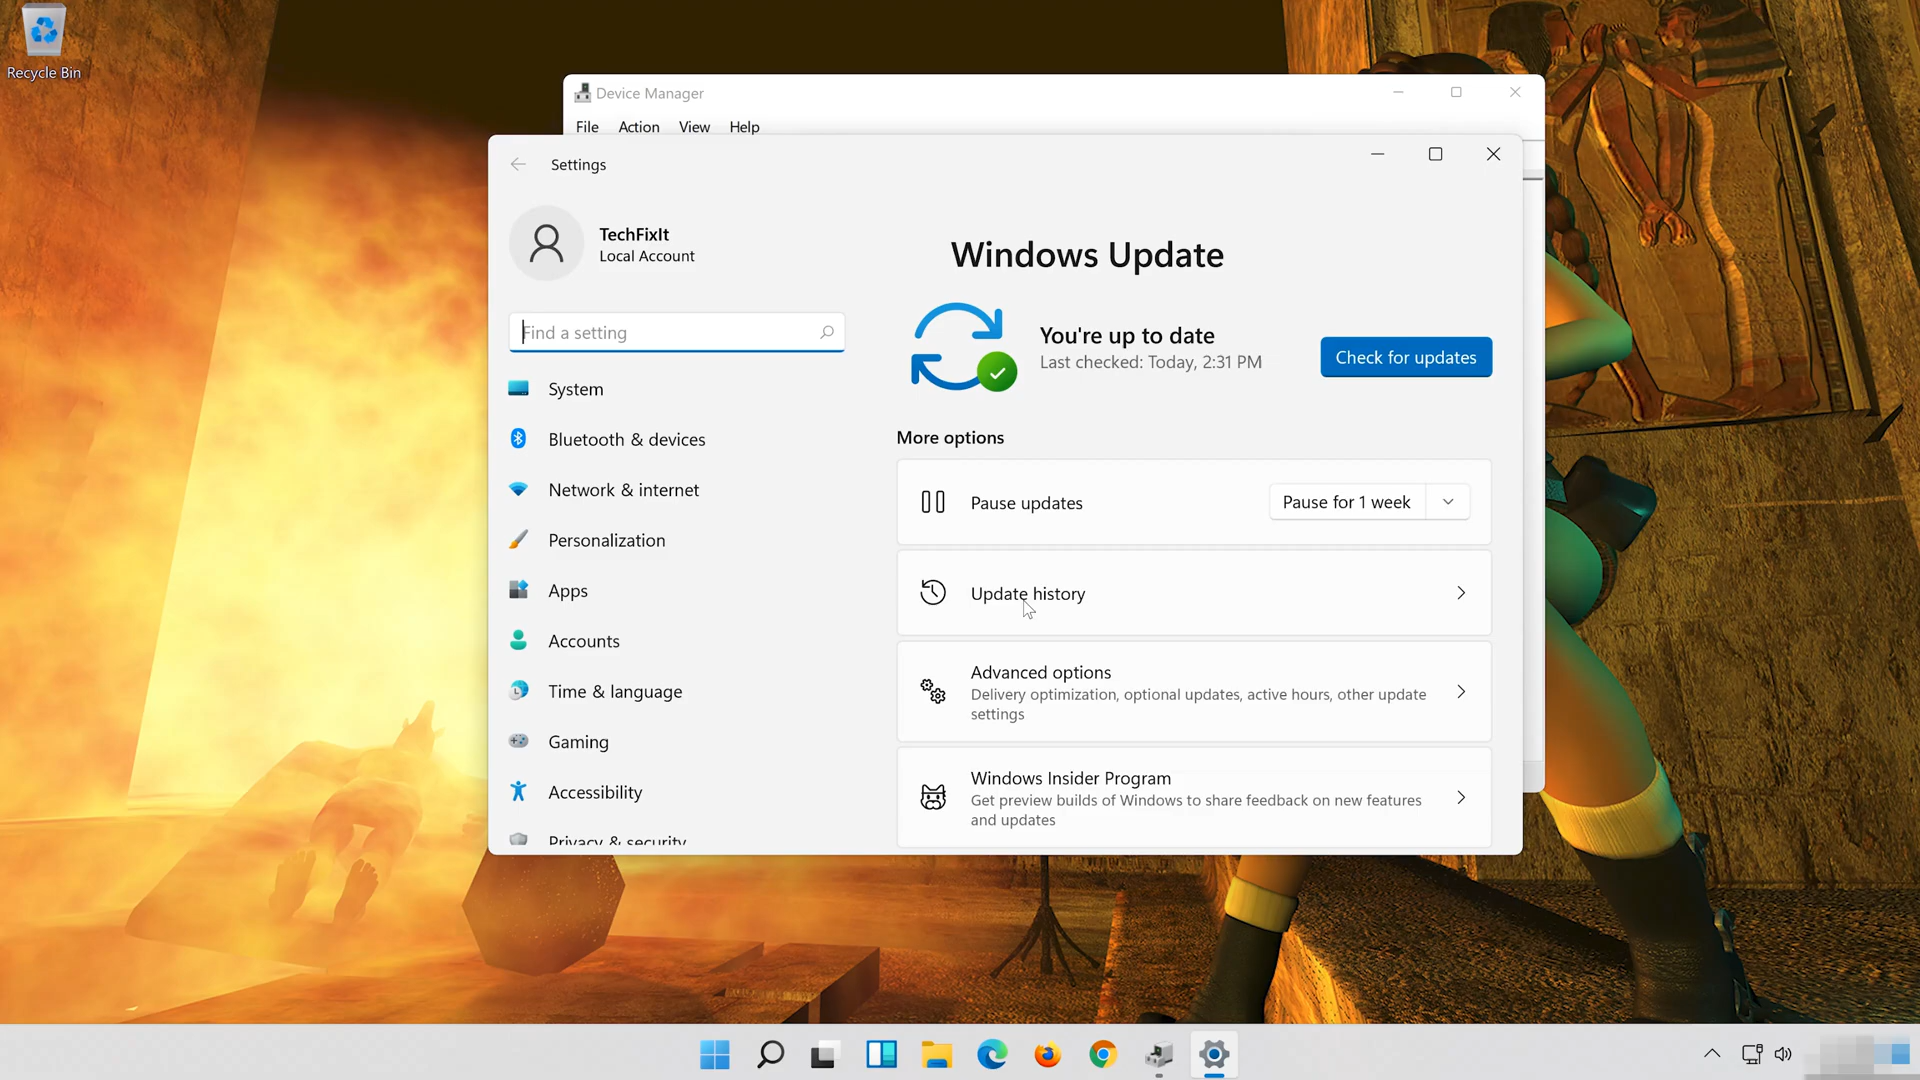 Recycle Bin
Device Manager
File Action View Help
Settings
TechFixIt
Local Account
Find a setting
System
Bluetooth & devices
Network & internet
Personalization
Apps
Accounts
Time & language
Gaming
Accessibility
Privacy & security
Windows Update
You're up to date
Last checked: Today, 2:31 PM
Check for updates
More options
Pause updates
Pause for 1 week
Update history
Advanced options
Delivery optimization, optional updates, active hours, other update
settings
Windows Insider Program
Get preview builds of Windows to share feedback on new features
and updates